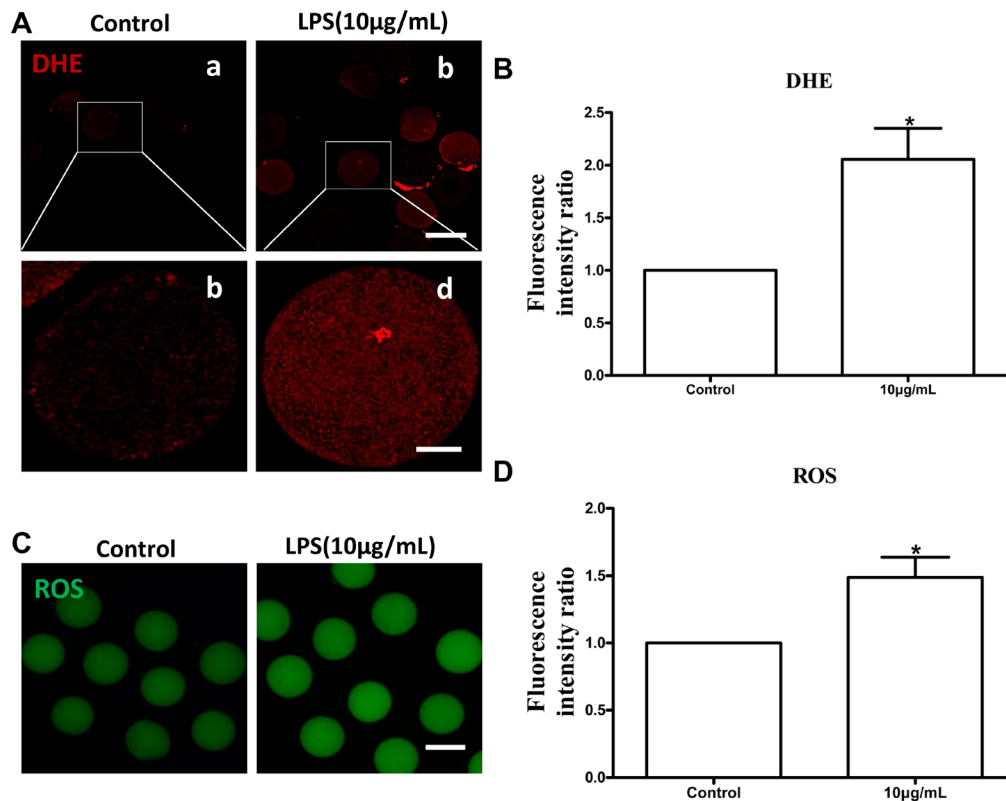 A
Control
LPS(10μg/mL)
DHE
a
b
b
d
B
DHE
Fluorescence
intensity ratio
2.5
2.0
1.5
1.0
0.5
0.0
*
Control
10μg/mL
C
Control
LPS(10μg/mL)
ROS
D
ROS
Fluorescence
intensity ratio
2.0
1.5
1.0
0.5
0.0
*
Control
10μg/mL